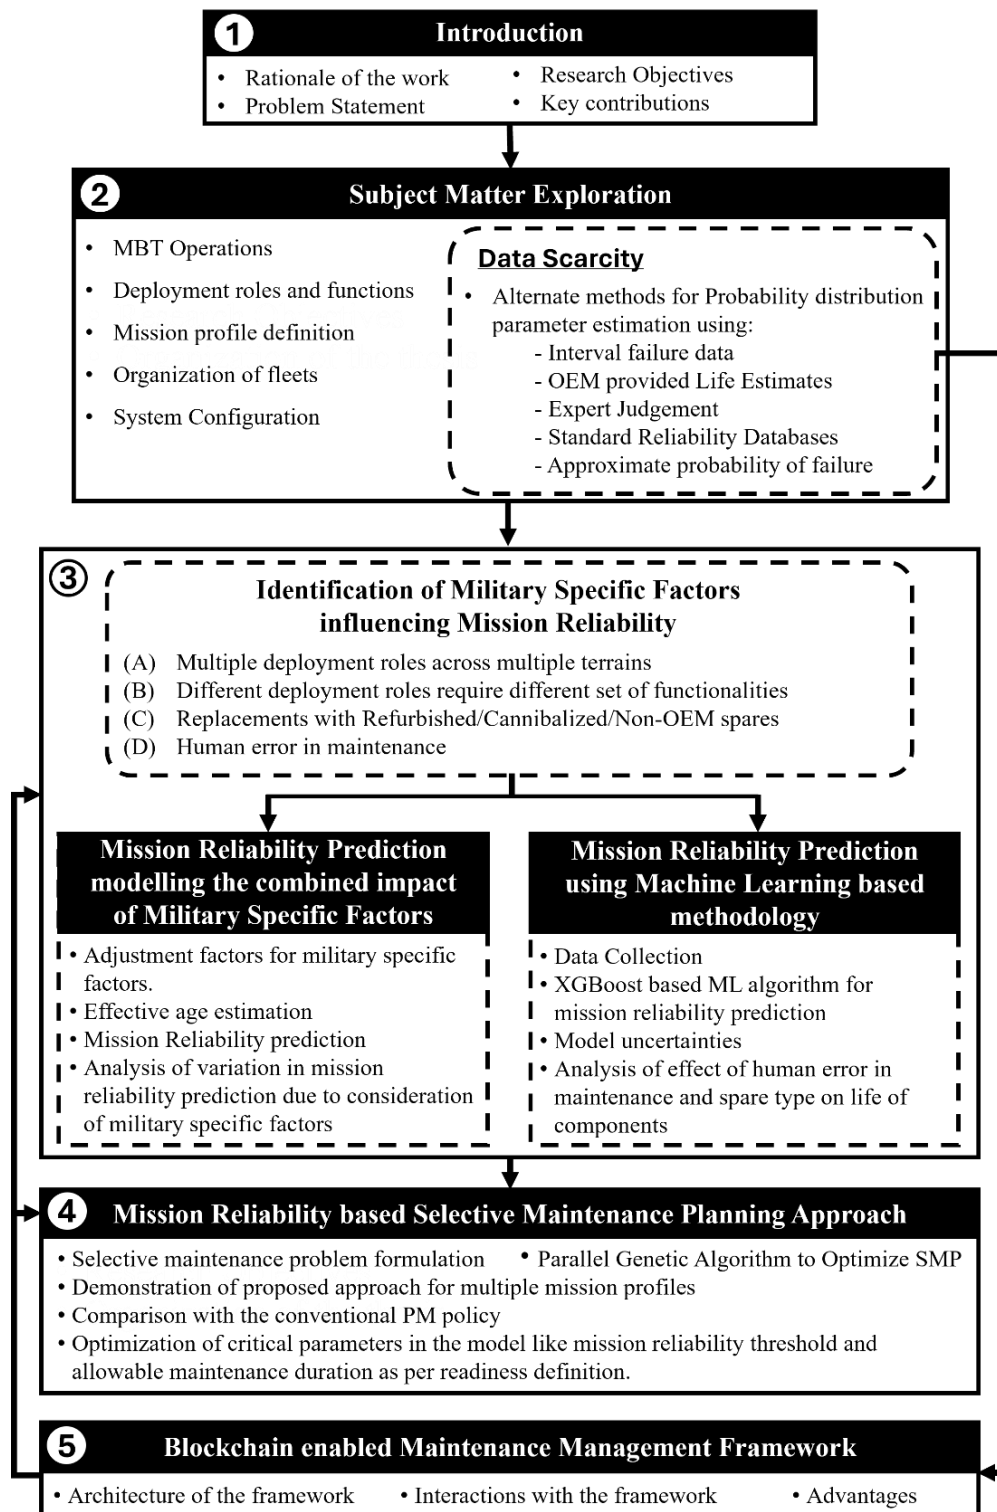 1 Introduction
• Rationale of the work
• Problem Statement
• Research Objectives
• Key contributions
2 Subject Matter Exploration
• MBT Operations
• Deployment roles and functions
• Mission profile definition
• Organization of fleets
• System Configuration
Data Scarcity
• Alternate methods for Probability distribution
parameter estimation using:
- Interval failure data
- OEM provided Life Estimates
- Expert Judgement
- Standard Reliability Databases
- Approximate probability of failure
3
Identification of Military Specific Factors
influencing Mission Reliability
(A) Multiple deployment roles across multiple terrains
(B) Different deployment roles require different set of functionalities
(C) Replacements with Refurbished/Cannibalized/Non-OEM spares
(D) Human error in maintenance
Mission Reliability Prediction
modelling the combined impact
of Military Specific Factors
• Adjustment factors for military specific
factors.
• Effective age estimation
• Mission Reliability prediction
• Analysis of variation in mission
reliability prediction due to consideration
of military specific factors
Mission Reliability Prediction
using Machine Learning based
methodology
• Data Collection
• XGBoost based ML algorithm for
mission reliability prediction
• Model uncertainties
• Analysis of effect of human error in
maintenance and spare type on life of
components
4 Mission Reliability based Selective Maintenance Planning Approach
• Selective maintenance problem formulation • Parallel Genetic Algorithm to Optimize SMP
• Demonstration of proposed approach for multiple mission profiles
• Comparison with the conventional PM policy
• Optimization of critical parameters in the model like mission reliability threshold and
allowable maintenance duration as per readiness definition.
5 Blockchain enabled Maintenance Management Framework
• Architecture of the framework • Interactions with the framework • Advantages